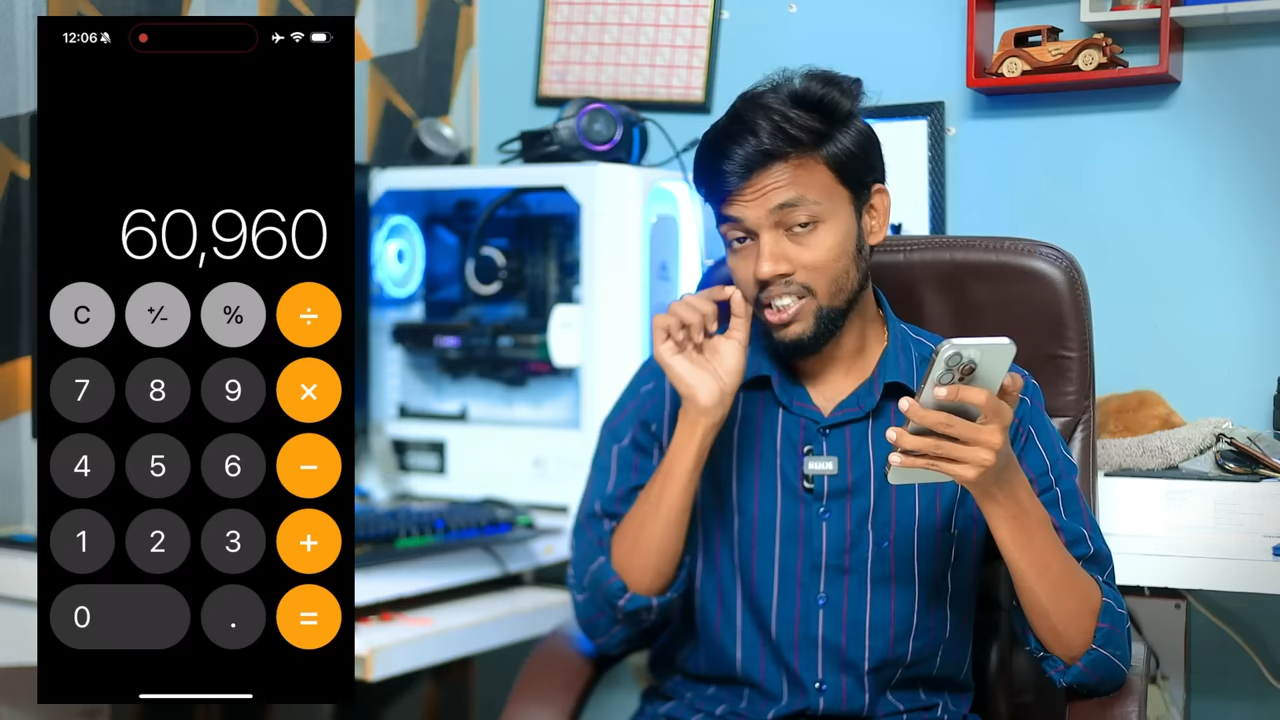 12:06
60,960
C +/- % ÷
7 8 9 ×
4 5 6 −
1 2 3 +
0 . =